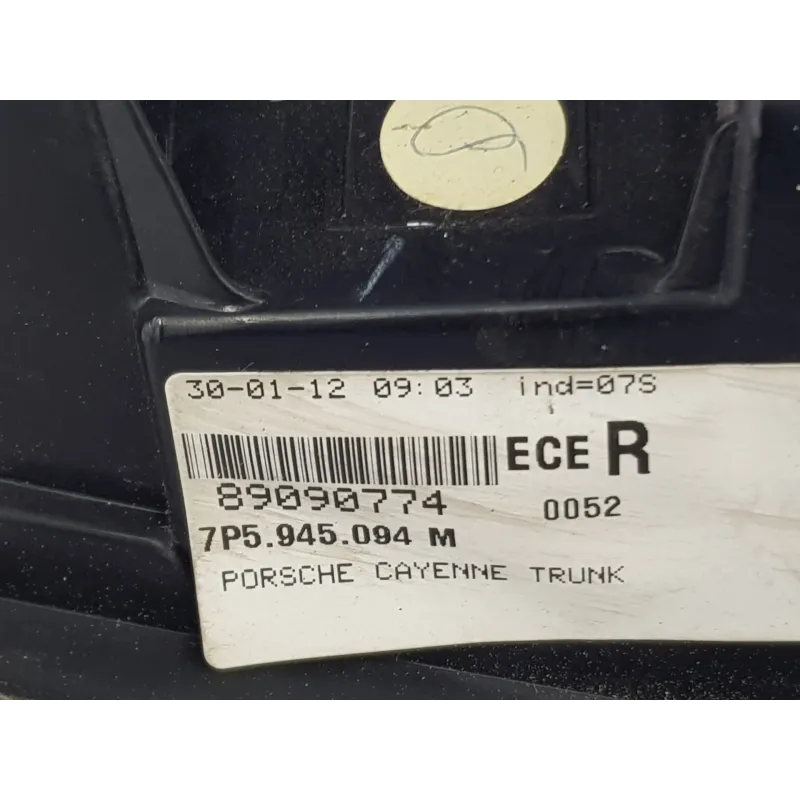 30-01-12 09:03 ind=07S
ECE R
89090774 0052
7P5.945.094 M
PORSCHE CAYENNE TRUNK